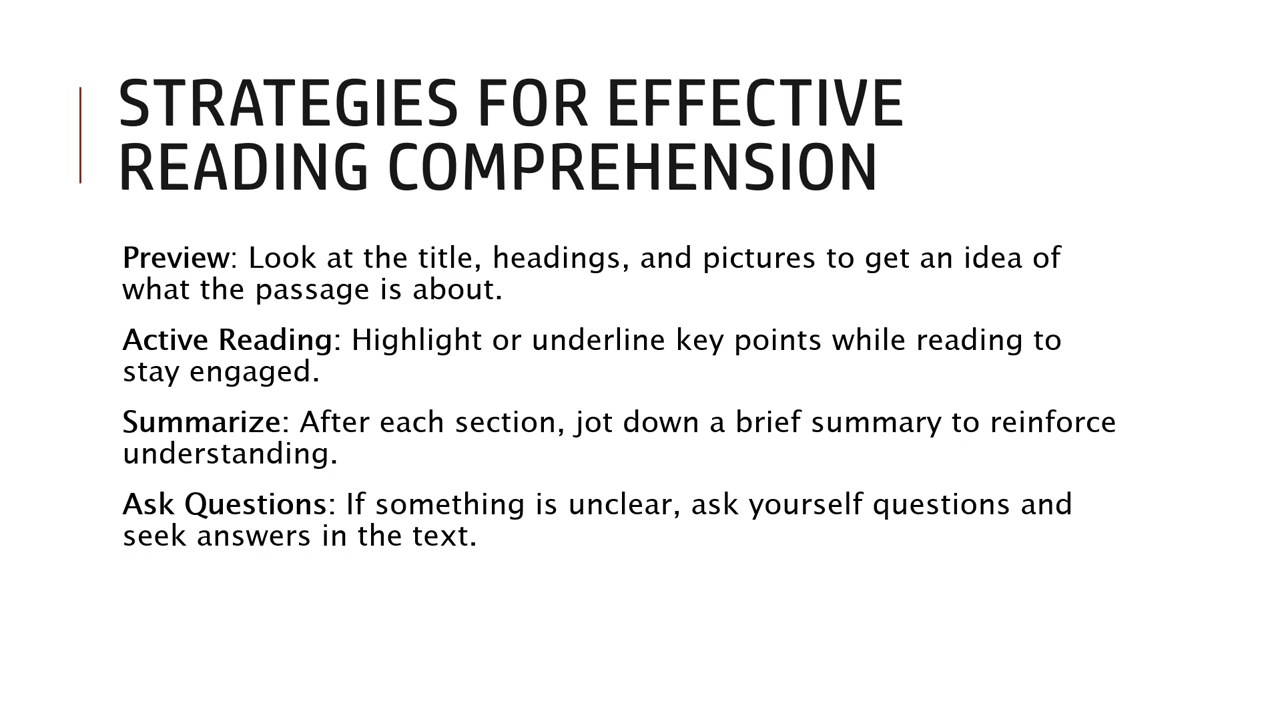 STRATEGIES FOR EFFECTIVE
READING COMPREHENSION
Preview: Look at the title, headings, and pictures to get an idea of
what the passage is about.
Active Reading: Highlight or underline key points while reading to
stay engaged.
Summarize: After each section, jot down a brief summary to reinforce
understanding.
Ask Questions: If something is unclear, ask yourself questions and
seek answers in the text.